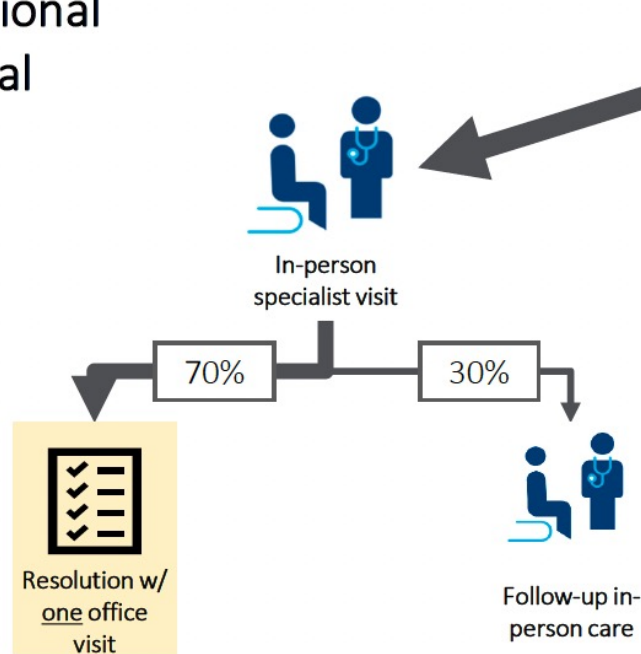 ional
al
In-person
specialist visit
70%
30%
Resolution w/
one office
visit
Follow-up in-
person care